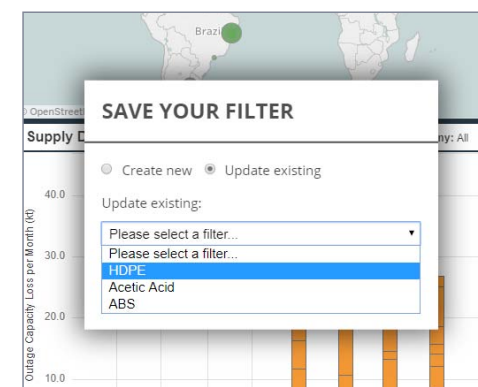 Brazi
© OpenStreet
SAVE YOUR FILTER
Supply D
ny: All
Create new Update existing
Update existing:
Please select a filter...
Please select a filter...
HDPE
Acetic Acid
ABS
Outage Capacity Loss per Month (kt)
40.0
30.0
20.0
10.0